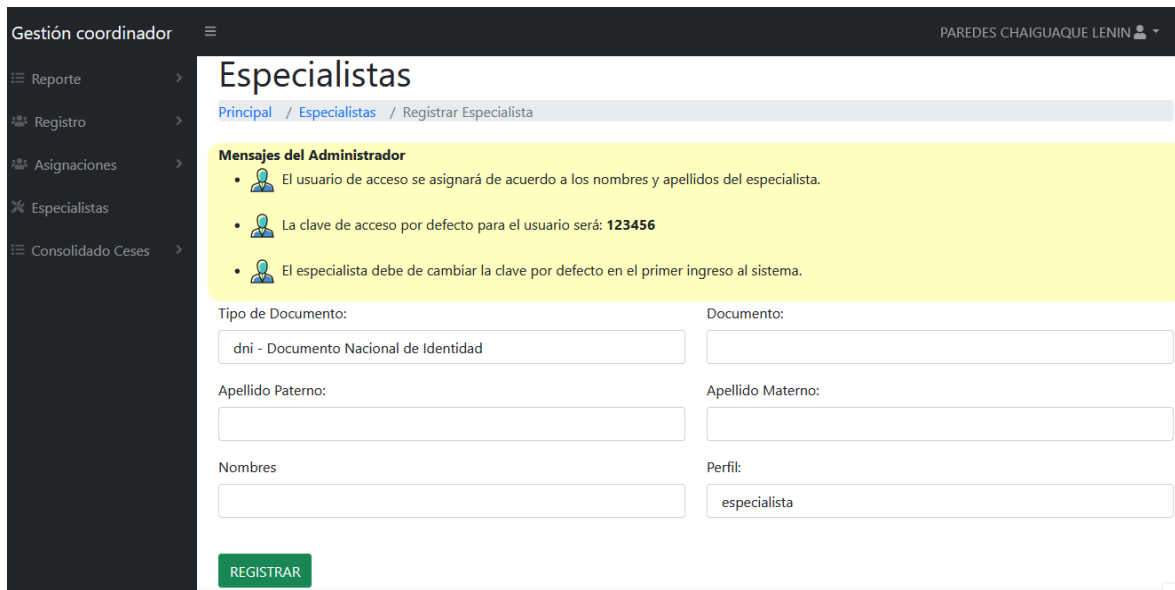 Gestión coordinador
PAREDES CHAIGUAQUE LENIN
Reporte
Registro
Asignaciones
Especialistas
Consolidado Ceses
Especialistas
Principal / Especialistas / Registrar Especialista
Mensajes del Administrador
El usuario de acceso se asignará de acuerdo a los nombres y apellidos del especialista.
La clave de acceso por defecto para el usuario será: 123456
El especialista debe de cambiar la clave por defecto en el primer ingreso al sistema.
Tipo de Documento:
dni - Documento Nacional de Identidad
Documento:
Apellido Paterno:
Apellido Materno:
Nombres
Perfil:
especialista
REGISTRAR